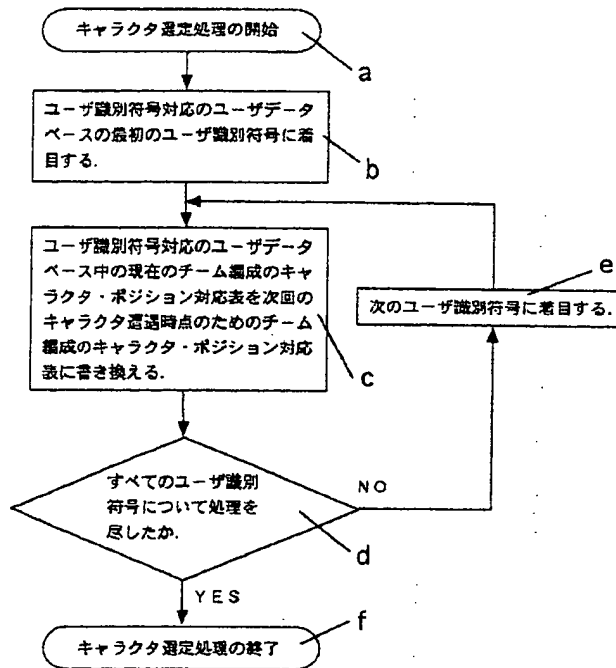 キャラクタ選定処理の開始
a
ユーザ識別符号対応のユーザデータ
ベースの最初のユーザ識別符号に着
目する.
b
ユーザ識別符号対応のユーザデータ
ベース中の現在のチーム編成のキャ
ラクタ・ポジション対応表を次回の
キャラクタ遭遇時点のためのチーム
編成のキャラクタ・ポジション対応
表に書き換える.
c
e
次のユーザ識別符号に着目する.
すべてのユーザ識別
符号について処理を
尽したか.
NO
d
YES
キャラクタ選定処理の終了
f